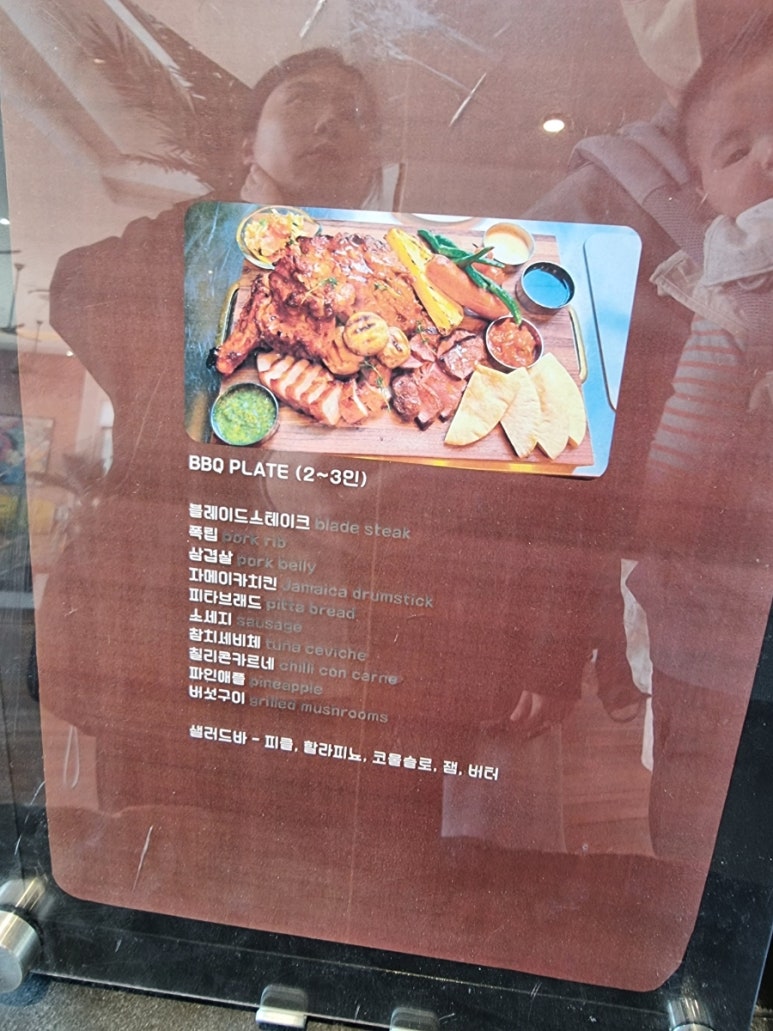 BBQ PLATE (2~3인)
블레이드스테이크 blade steak
폭립 pork rib
삼겹살 pork belly
자메이카치킨 Jamaica drumstick
피타브래드 pitta bread
소세지 sausage
참치세비체 tuna ceviche
칠리콘카르네 chilli con carne
파인애플 pineapple
버섯구이 grilled mushrooms
샐러드바 - 피클, 할라피뇨, 코울슬로, 잼, 버터